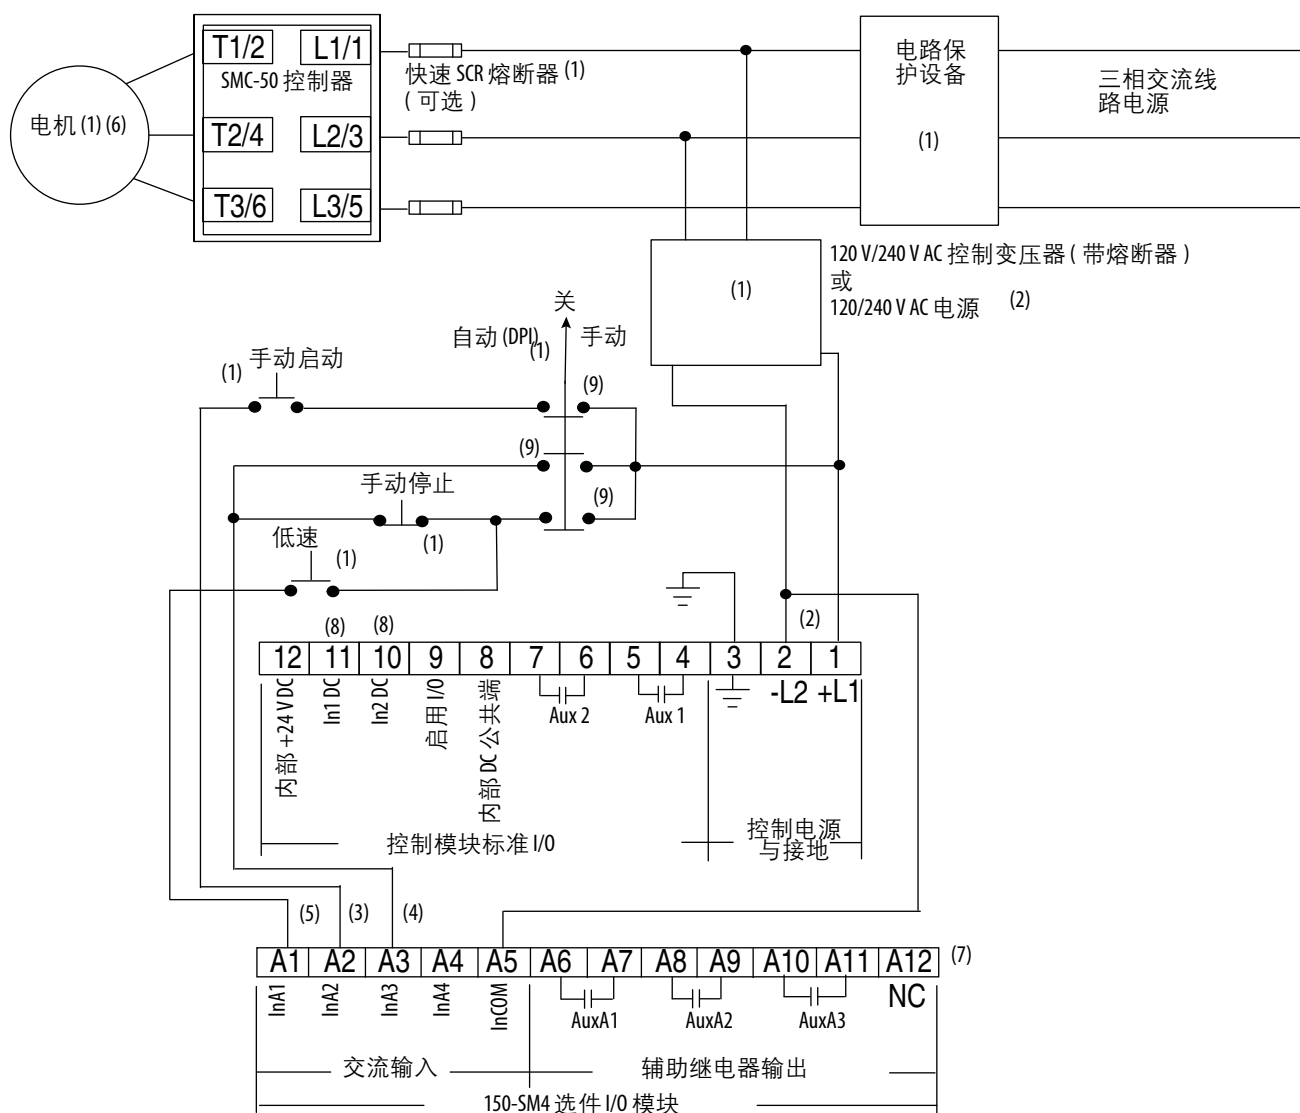 T1/2
L1/1
SMC-50 控制器
快速 SCR 熔断器 (1)
( 可选 )
电路保
护设备
(1)
三相交流线
路电源
电机 (1) (6)
T2/4
L2/3
T3/6
L3/5
(1)
120 V/240 V AC 控制变压器 ( 带熔断器 )
或
120/240 V AC 电源
(2)
关
自动 (DPI)
(1)
手动
手动启动
(1)
(9)
(9)
手动停止
(9)
(1)
低速
(1)
(8)
(8)
(2)
12
11
10
9
8
7
6
5
4
3
2
1
内部 +24 V DC
In1 DC
In2 DC
启用 I/O
内部 DC 公共端
Aux 2
Aux 1
-L2
+L1
控制模块标准 I/O
控制电源
与接地
(5)
(3)
(4)
(7)
A1
A2
A3
A4
A5
A6
A7
A8
A9
A10
A11
A12
InA1
InA2
InA3
InA4
InCOM
AuxA1
AuxA2
AuxA3
NC
交流输入
辅助继电器输出
150-SM4 选件 I/O 模块